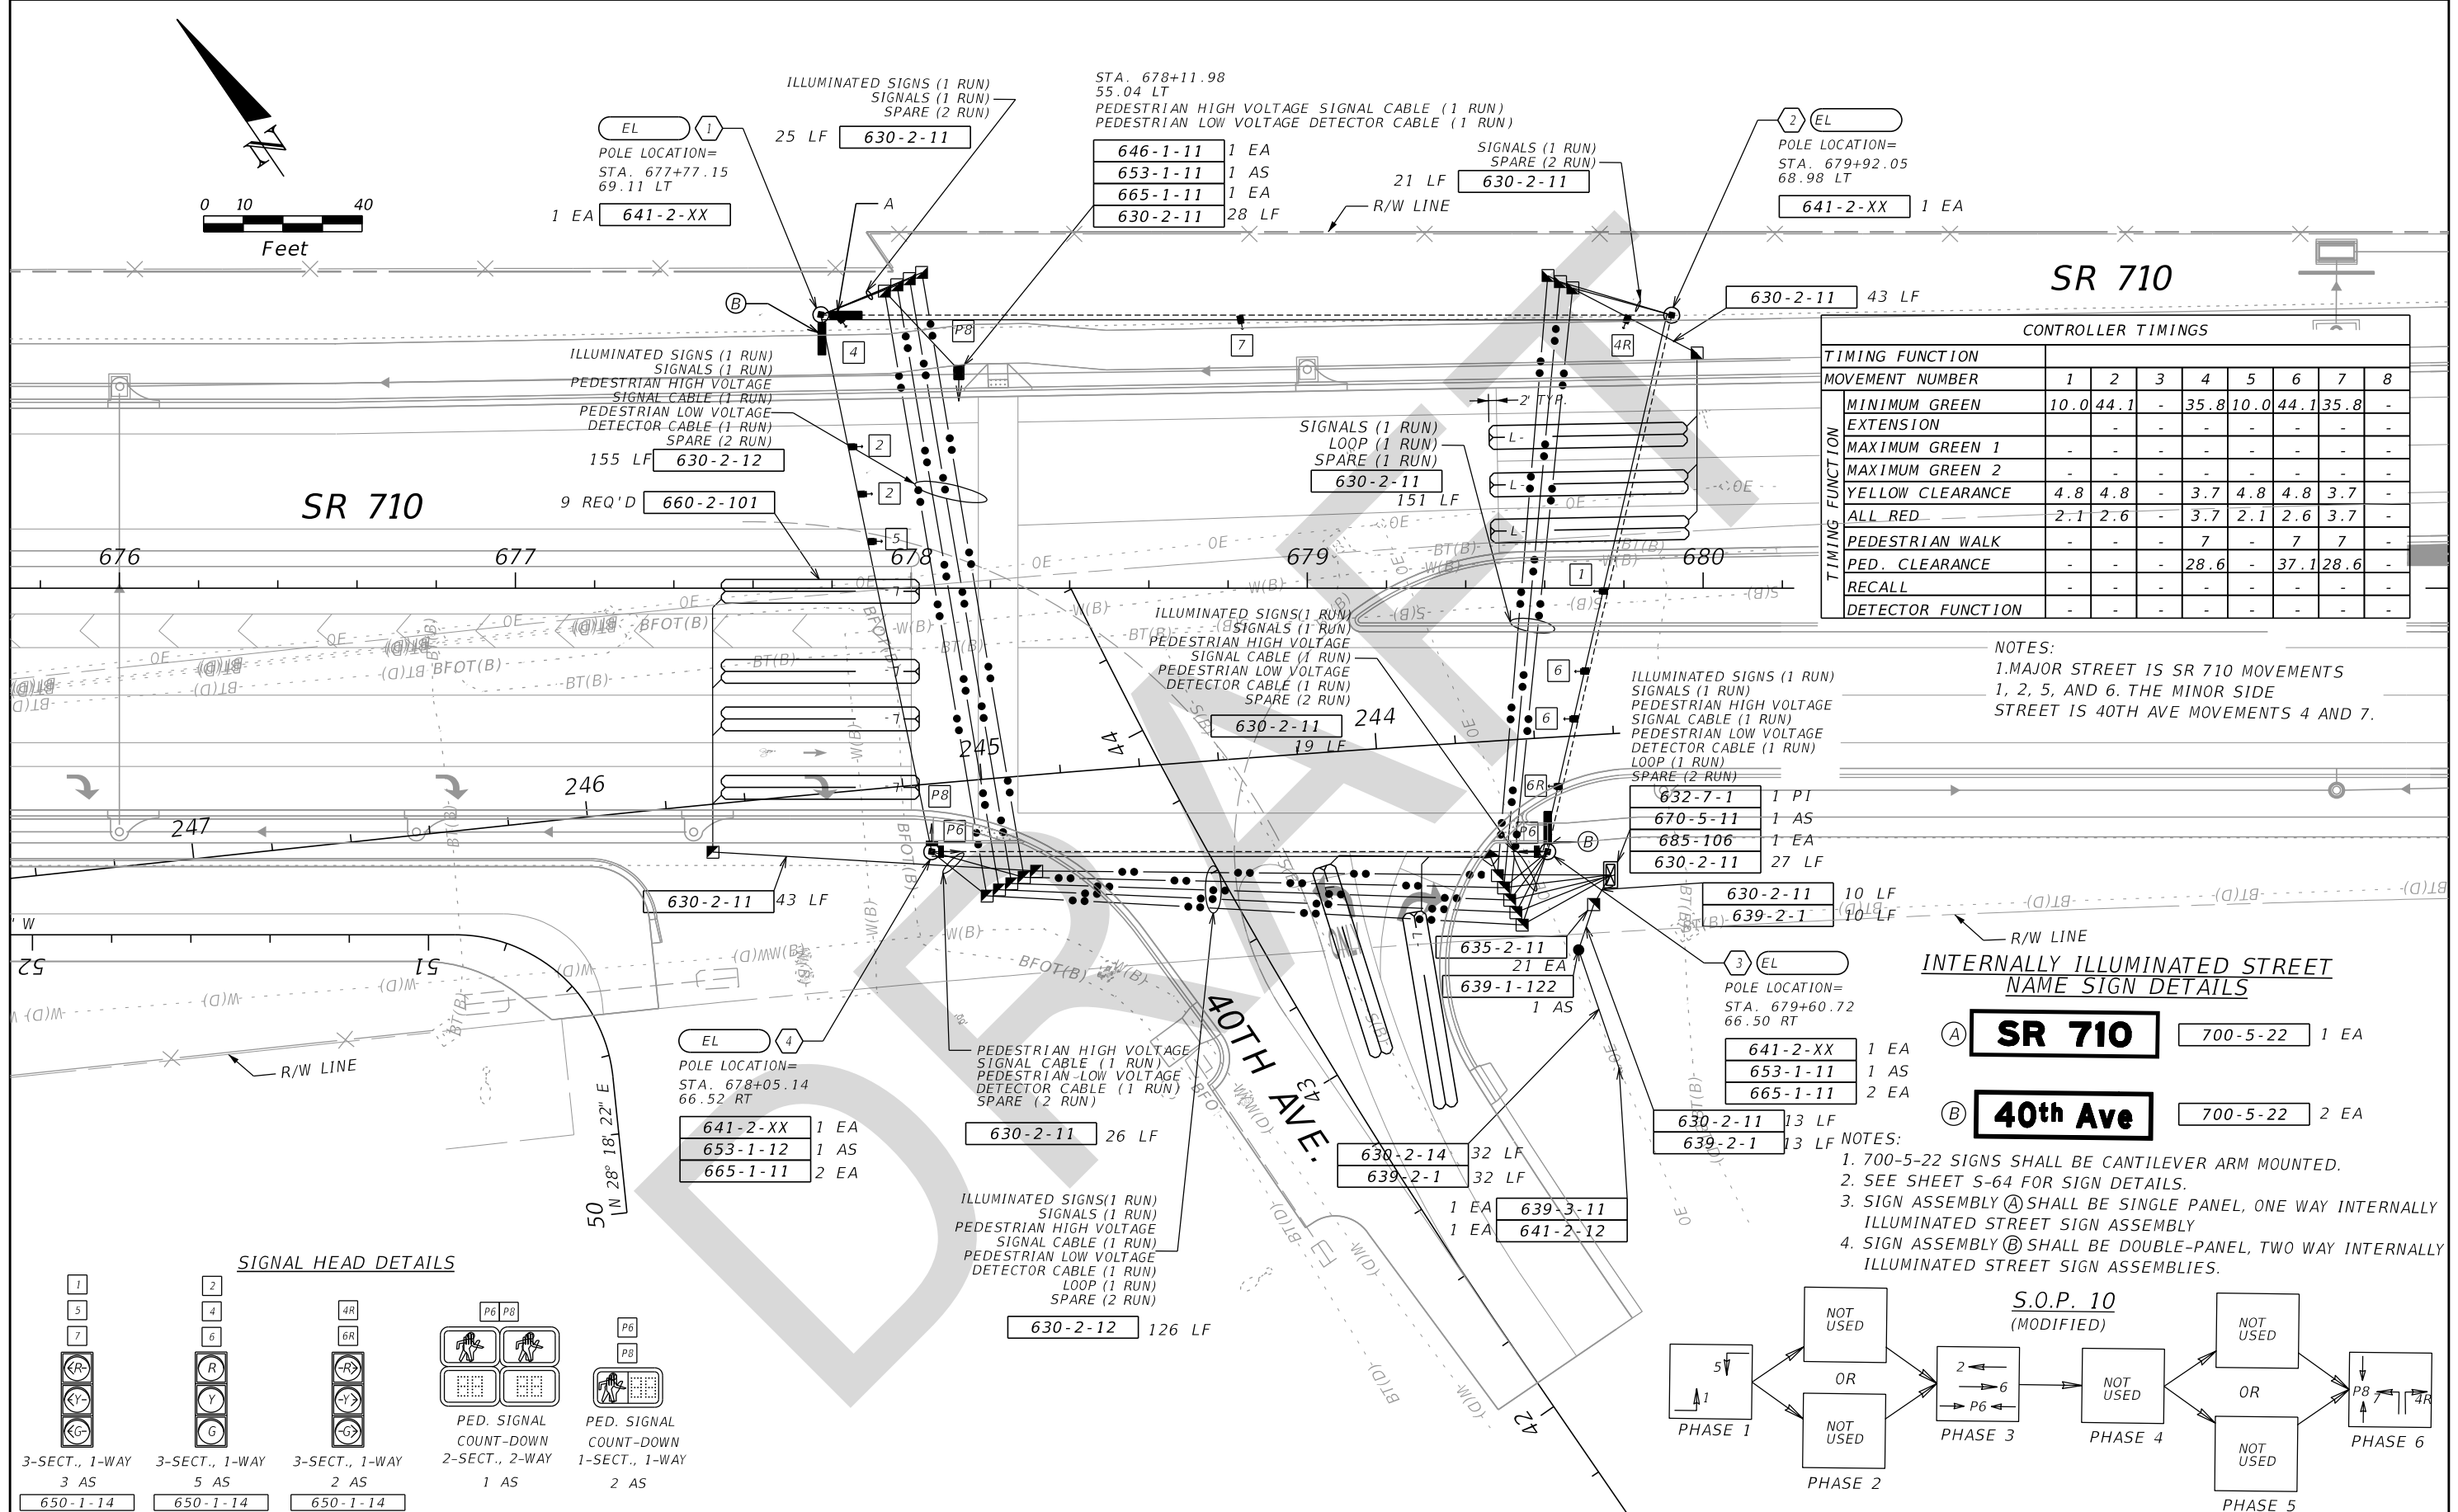 N
0 10 40
Feet
EL 1
POLE LOCATION=
STA. 677+77.15
69.11 LT
1 EA 641-2-XX
ILLUMINATED SIGNS (1 RUN)
SIGNALS (1 RUN)
SPARE (2 RUN)
25 LF 630-2-11
A
B
STA. 678+11.98
55.04 LT
PEDESTRIAN HIGH VOLTAGE SIGNAL CABLE (1 RUN)
PEDESTRIAN LOW VOLTAGE DETECTOR CABLE (1 RUN)
646-1-11 1 EA
653-1-11 1 AS
665-1-11 1 EA
630-2-11 28 LF
SIGNALS (1 RUN)
SPARE (2 RUN)
21 LF 630-2-11
R/W LINE
2 EL
POLE LOCATION=
STA. 679+92.05
68.98 LT
641-2-XX 1 EA
SR 710
630-2-11 43 LF
4
P8
7
4R
CONTROLLER TIMINGS
TIMING FUNCTION
MOVEMENT NUMBER 1 2 3 4 5 6 7 8
TIMING FUNCTION
MINIMUM GREEN 10.0 44.1 - 35.8 10.0 44.1 35.8 -
EXTENSION - - - - - - -
MAXIMUM GREEN 1 - - - - - - - -
MAXIMUM GREEN 2 - - - - - - - -
YELLOW CLEARANCE 4.8 4.8 - 3.7 4.8 4.8 3.7 -
ALL RED 2.1 2.6 - 3.7 2.1 2.6 3.7 -
PEDESTRIAN WALK - - - 7 - 7 7 -
PED. CLEARANCE - - - 28.6 - 37.1 28.6 -
RECALL - - - - - - - -
DETECTOR FUNCTION - - - - - - - -
ILLUMINATED SIGNS (1 RUN)
SIGNALS (1 RUN)
PEDESTRIAN HIGH VOLTAGE
SIGNAL CABLE (1 RUN)
PEDESTRIAN LOW VOLTAGE
DETECTOR CABLE (1 RUN)
SPARE (2 RUN)
155 LF 630-2-12
9 REQ'D 660-2-101
2
2
5
SR 710
2' TYP.
SIGNALS (1 RUN)
LOOP (1 RUN)
SPARE (1 RUN)
630-2-11
151 LF
676 677 678 679 680
1
6
6
6R
ILLUMINATED SIGNS(1 RUN)
SIGNALS (1 RUN)
PEDESTRIAN HIGH VOLTAGE
SIGNAL CABLE (1 RUN)
PEDESTRIAN LOW VOLTAGE
DETECTOR CABLE (1 RUN)
SPARE (2 RUN)
630-2-11
19 LF
NOTES:
1.MAJOR STREET IS SR 710 MOVEMENTS
1, 2, 5, AND 6. THE MINOR SIDE
STREET IS 40TH AVE MOVEMENTS 4 AND 7.
ILLUMINATED SIGNS (1 RUN)
SIGNALS (1 RUN)
PEDESTRIAN HIGH VOLTAGE
SIGNAL CABLE (1 RUN)
PEDESTRIAN LOW VOLTAGE
DETECTOR CABLE (1 RUN)
LOOP (1 RUN)
SPARE (2 RUN)
632-7-1 1 PI
670-5-11 1 AS
685-106 1 EA
630-2-11 27 LF
244
245
246
247
44
P8
P6
P6
B
630-2-11 43 LF
630-2-11 10 LF
639-2-1 10 LF
R/W LINE
' W
52
51
50
N 28° 18' 22" E
R/W LINE
635-2-11
21 EA
639-1-122
1 AS
3 EL
POLE LOCATION=
STA. 679+60.72
66.50 RT
641-2-XX 1 EA
653-1-11 1 AS
665-1-11 2 EA
INTERNALLY ILLUMINATED STREET
NAME SIGN DETAILS
A SR 710 700-5-22 1 EA
B 40th Ave 700-5-22 2 EA
EL 4
POLE LOCATION=
STA. 678+05.14
66.52 RT
641-2-XX 1 EA
653-1-12 1 AS
665-1-11 2 EA
PEDESTRIAN HIGH VOLTAGE
SIGNAL CABLE (1 RUN)
PEDESTRIAN LOW VOLTAGE
DETECTOR CABLE (1 RUN)
SPARE (2 RUN)
630-2-11 26 LF
40TH AVE.
43
42
630-2-11 13 LF
639-2-1 13 LF
630-2-14 32 LF
639-2-1 32 LF
1 EA 639-3-11
1 EA 641-2-12
ILLUMINATED SIGNS(1 RUN)
SIGNALS (1 RUN)
PEDESTRIAN HIGH VOLTAGE
SIGNAL CABLE (1 RUN)
PEDESTRIAN LOW VOLTAGE
DETECTOR CABLE (1 RUN)
LOOP (1 RUN)
SPARE (2 RUN)
630-2-12 126 LF
NOTES:
1. 700-5-22 SIGNS SHALL BE CANTILEVER ARM MOUNTED.
2. SEE SHEET S-64 FOR SIGN DETAILS.
3. SIGN ASSEMBLY A SHALL BE SINGLE PANEL, ONE WAY INTERNALLY
ILLUMINATED STREET SIGN ASSEMBLY
4. SIGN ASSEMBLY B SHALL BE DOUBLE-PANEL, TWO WAY INTERNALLY
ILLUMINATED STREET SIGN ASSEMBLIES.
SIGNAL HEAD DETAILS
1
5
7
R
Y
G
3-SECT., 1-WAY
3 AS
650-1-14
2
4
6
R
Y
G
3-SECT., 1-WAY
5 AS
650-1-14
4R
6R
R
Y
G
3-SECT., 1-WAY
2 AS
650-1-14
P6 P8
PED. SIGNAL
COUNT-DOWN
2-SECT., 2-WAY
1 AS
P6
P8
PED. SIGNAL
COUNT-DOWN
1-SECT., 1-WAY
2 AS
S.O.P. 10
(MODIFIED)
5
1
PHASE 1
NOT
USED
OR
NOT
USED
PHASE 2
2
6
P6
PHASE 3
NOT
USED
PHASE 4
NOT
USED
OR
NOT
USED
PHASE 5
P8 7 4R
PHASE 6
DRAFT